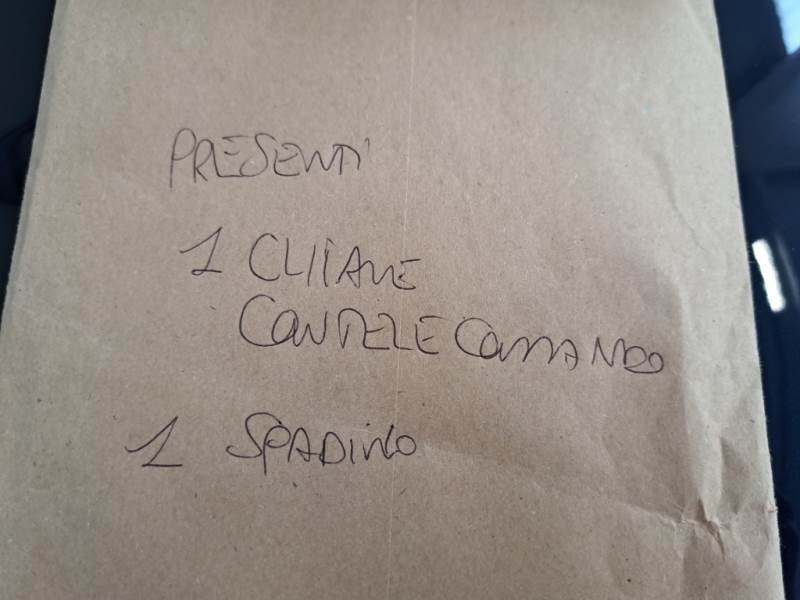 PRESENTI
1 CHIAVE
CON TELECOMANDO
1 SPADINO